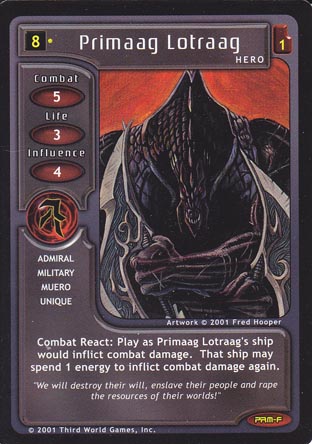 8
Primaag Lotraag
1
HERO
Combat
5
Life
3
Influence
4
ADMIRAL
MILITARY
MUERO
UNIQUE
Artwork © 2001 Fred Hooper
Combat React: Play as Primaag Lotraag's ship
would inflict combat damage. That ship may
spend 1 energy to inflict combat damage again.
"We will destroy their will, enslave their people and rape
the resources of their worlds!"
© 2001 Third World Games, Inc.
PRM-F